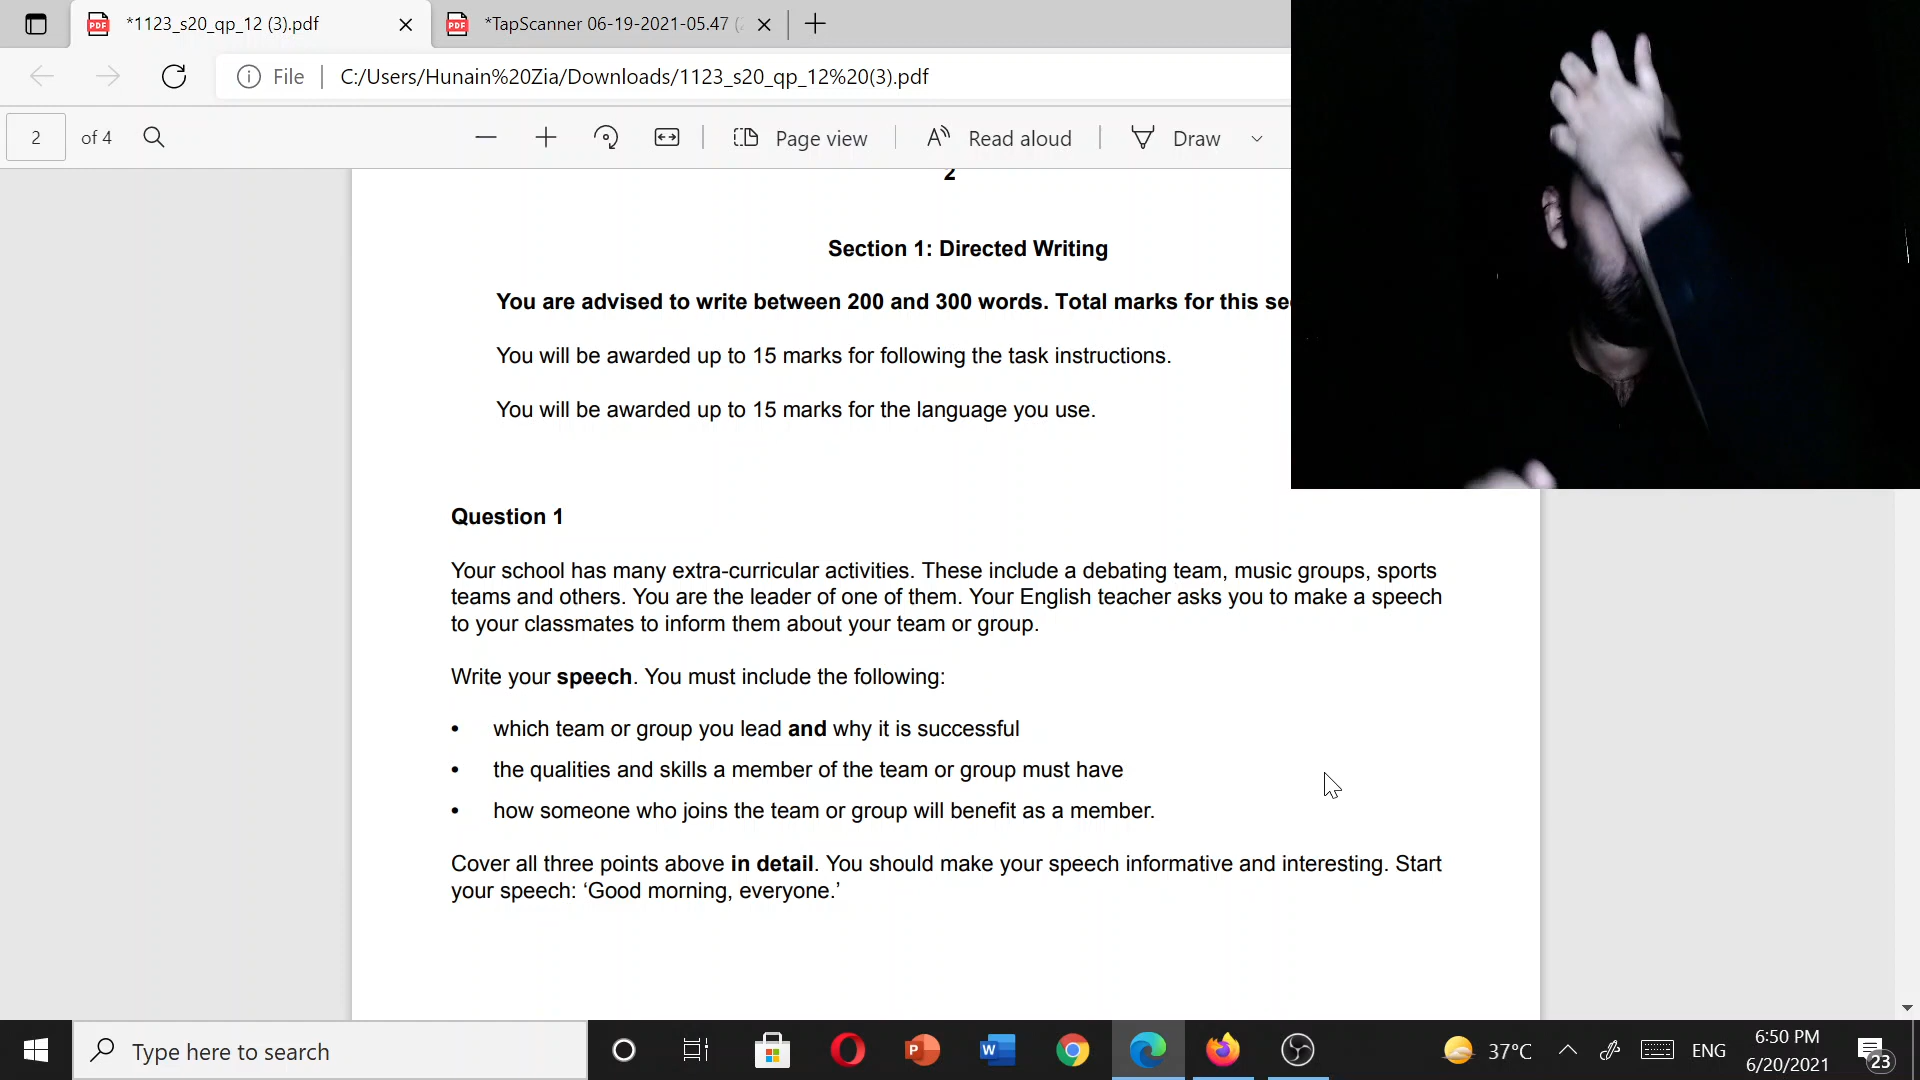 *1123_s20_qp_12 (3).pdf
*TapScanner 06-19-2021-05.47 (
File
C:/Users/Hunain%20Zia/Downloads/1123_s20_qp_12%20(3).pdf
2 of 4
Page view
Read aloud
Draw
2
Section 1: Directed Writing
You are advised to write between 200 and 300 words. Total marks for this
You will be awarded up to 15 marks for following the task instructions.
You will be awarded up to 15 marks for the language you use.
Question 1
Your school has many extra-curricular activities. These include a debating team, music groups, sports
teams and others. You are the leader of one of them. Your English teacher asks you to make a speech
to your classmates to inform them about your team or group.
Write your speech. You must include the following:
• which team or group you lead and why it is successful
• the qualities and skills a member of the team or group must have
• how someone who joins the team or group will benefit as a member.
Cover all three points above in detail. You should make your speech informative and interesting. Start
your speech: ‘Good morning, everyone.’
Type here to search
37°C
ENG
6:50 PM
6/20/2021
23